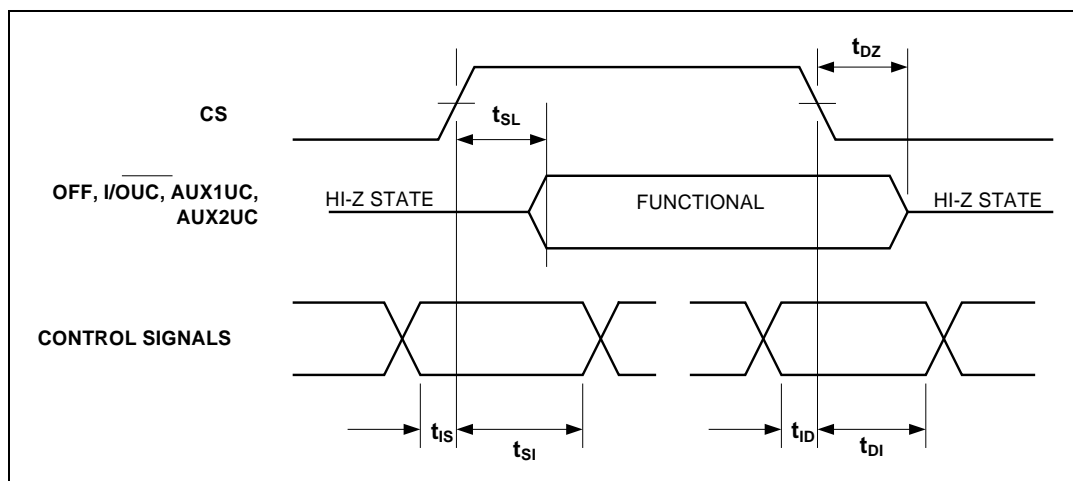 tDZ
CS
tSL
OFF, I/OUC, AUX1UC,
AUX2UC
HI-Z STATE
FUNCTIONAL
HI-Z STATE
CONTROL SIGNALS
tIS
tSI
tID
tDI